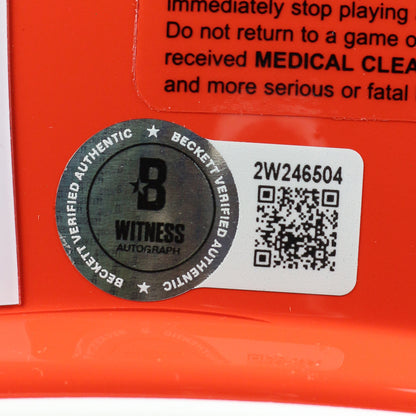 Immediately stop playing
Do not return to a game o
received MEDICAL CLEA
and more serious or fatal
BECKETT VERIFIED AUTHENTIC ★ BECKETT VERIFIED AUTHENTIC ★
B
WITNESS
AUTOGRAPH
2W246504